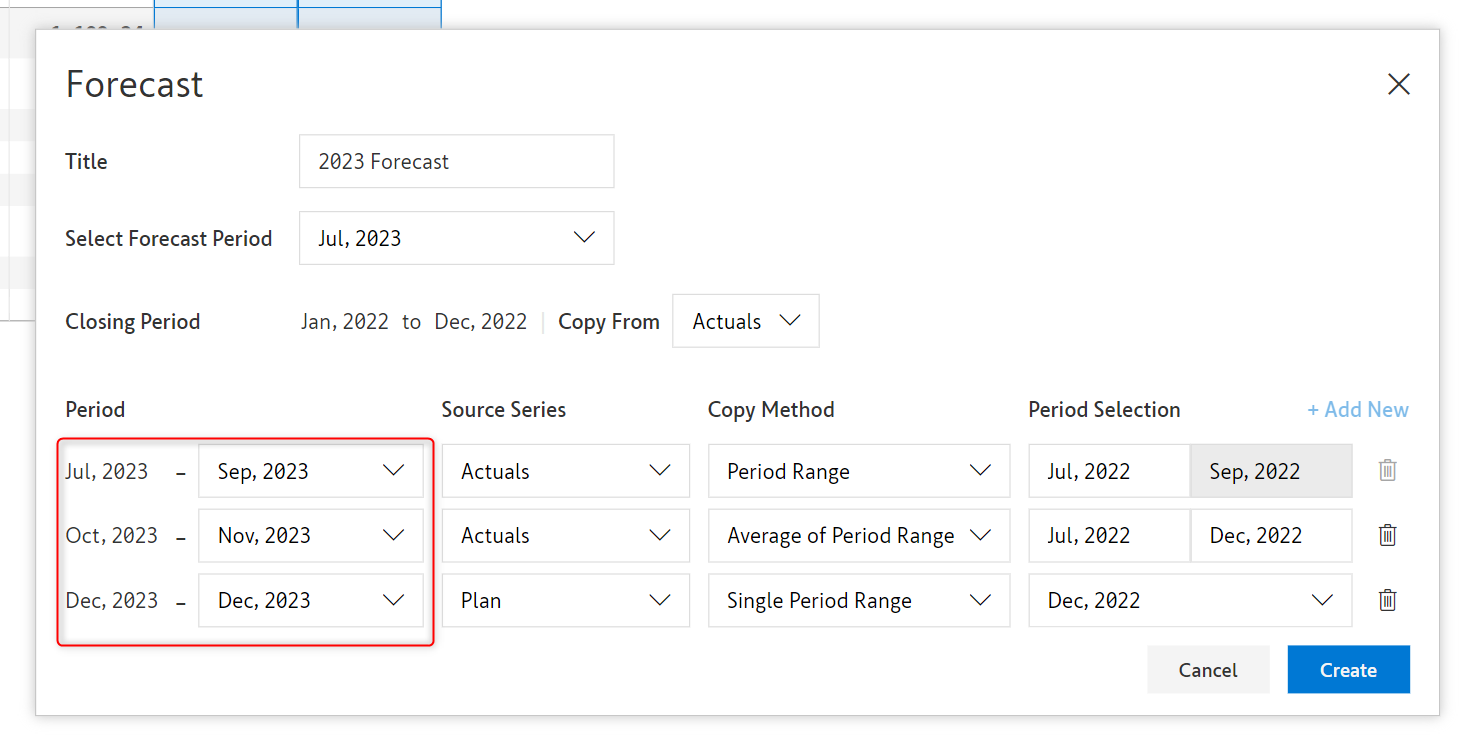 Forecast
Title 2023 Forecast
Select Forecast Period Jul, 2023
Closing Period Jan, 2022 to Dec, 2022 Copy From Actuals
Period Source Series Copy Method Period Selection + Add New
Jul, 2023 – Sep, 2023 Actuals Period Range Jul, 2022 Sep, 2022
Oct, 2023 – Nov, 2023 Actuals Average of Period Range Jul, 2022 Dec, 2022
Dec, 2023 – Dec, 2023 Plan Single Period Range Dec, 2022
Cancel Create